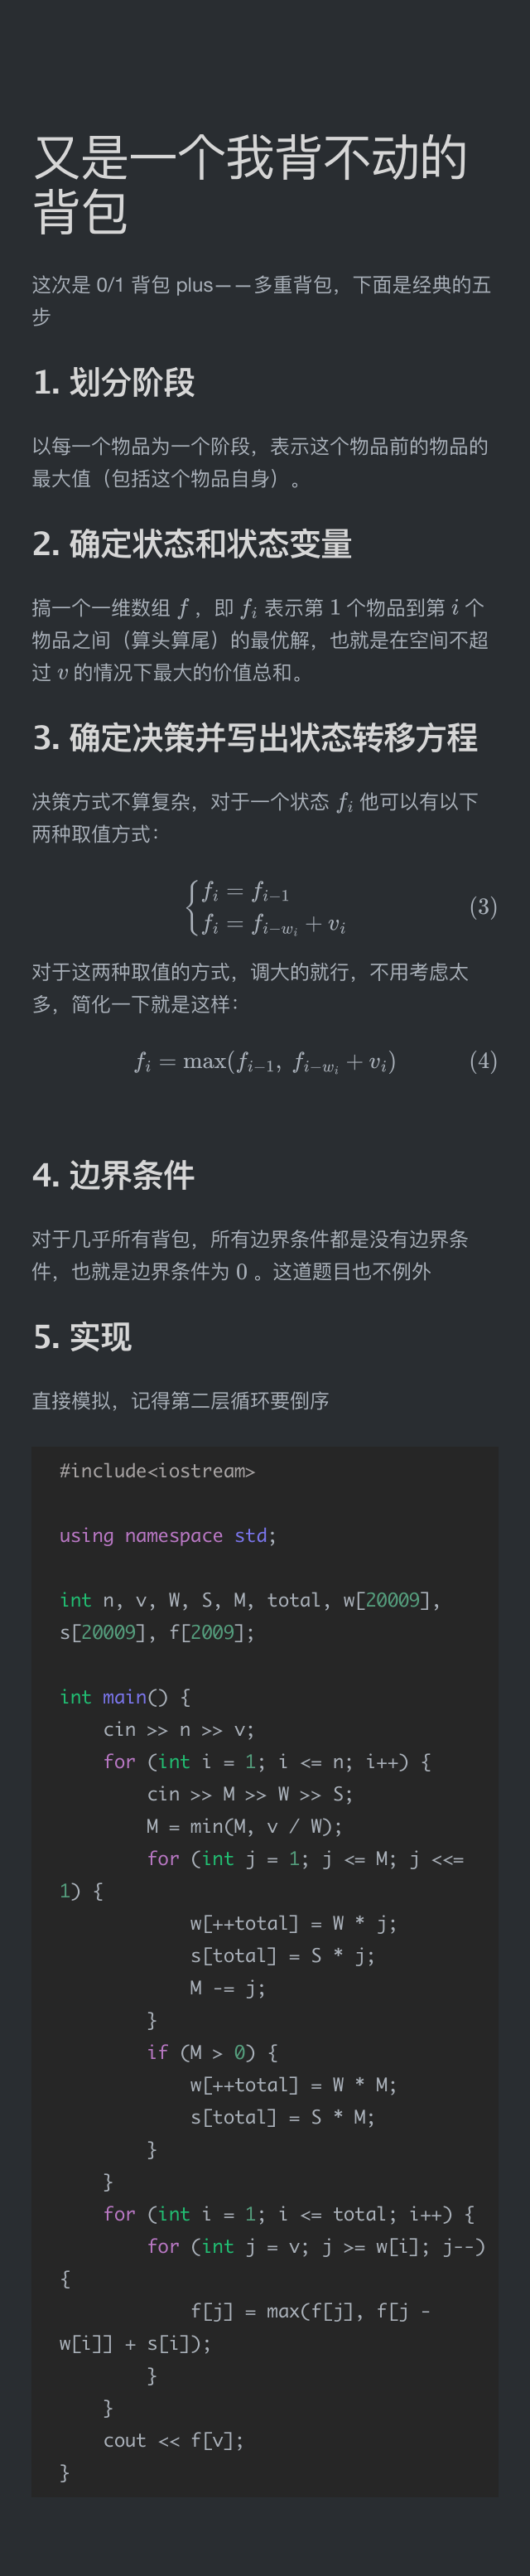 又是一个我背不动的
背包
这次是 0/1 背包 plus——多重背包，下面是经典的五
步
1. 划分阶段
以每一个物品为一个阶段，表示这个物品前的物品的
最大值（包括这个物品自身）。
2. 确定状态和状态变量
搞一个一维数组 f ，即 f_i 表示第 1 个物品到第 i 个
物品之间（算头算尾）的最优解，也就是在空间不超
过 v 的情况下最大的价值总和。
3. 确定决策并写出状态转移方程
决策方式不算复杂，对于一个状态 f_i 他可以有以下
两种取值方式：
{ f_i = f_{i-1}
f_i = f_{i-w_i} + v_i (3)
对于这两种取值的方式，调大的就行，不用考虑太
多，简化一下就是这样：
f_i = max(f_{i-1}, f_{i-w_i} + v_i) (4)
4. 边界条件
对于几乎所有背包，所有边界条件都是没有边界条
件，也就是边界条件为 0 。这道题目也不例外
5. 实现
直接模拟，记得第二层循环要倒序
#include<iostream>
using namespace std;
int n, v, W, S, M, total, w[20009],
s[20009], f[2009];
int main() {
    cin >> n >> v;
    for (int i = 1; i <= n; i++) {
        cin >> M >> W >> S;
        M = min(M, v / W);
        for (int j = 1; j <= M; j <<=
1) {
            w[++total] = W * j;
            s[total] = S * j;
            M -= j;
        }
        if (M > 0) {
            w[++total] = W * M;
            s[total] = S * M;
        }
    }
    for (int i = 1; i <= total; i++) {
        for (int j = v; j >= w[i]; j--)
{
            f[j] = max(f[j], f[j -
w[i]] + s[i]);
        }
    }
    cout << f[v];
}